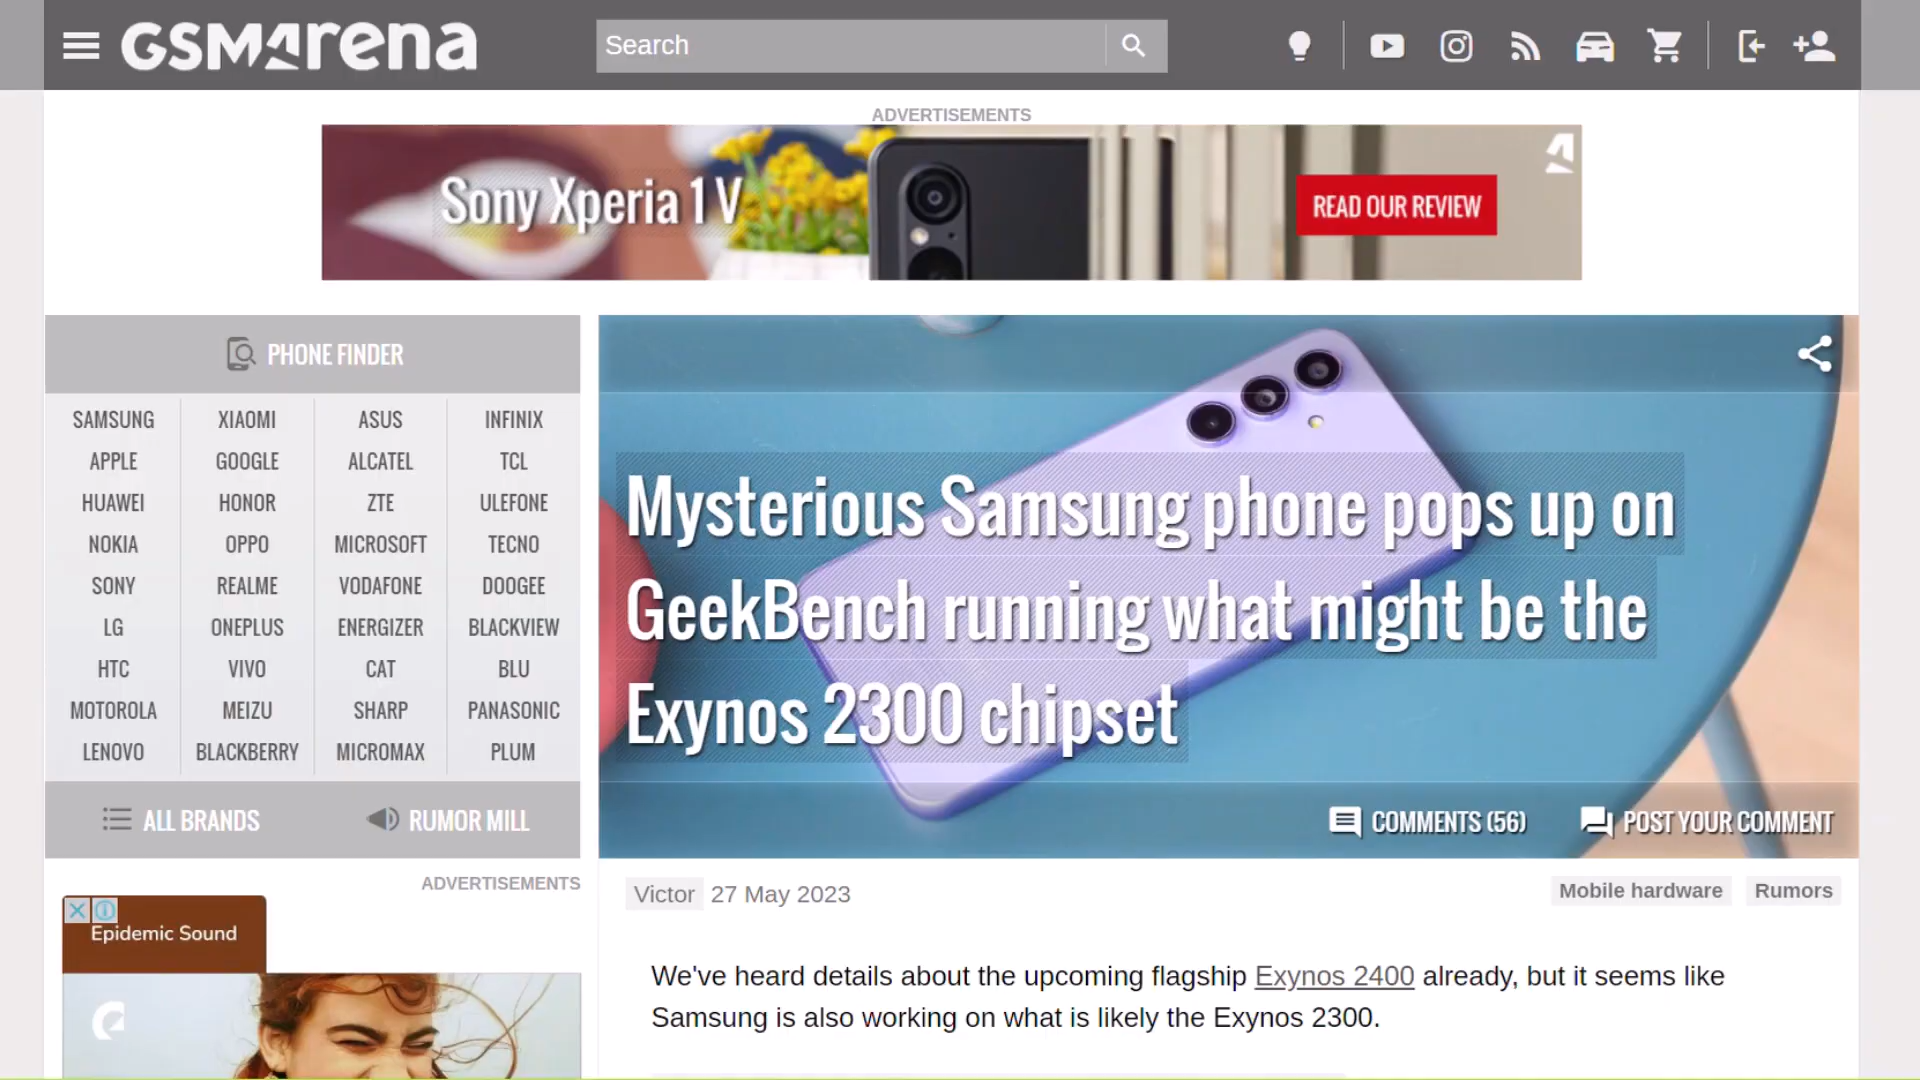 GSMArena
Search
ADVERTISEMENTS
Sony Xperia 1 V
READ OUR REVIEW
PHONE FINDER
SAMSUNG XIAOMI ASUS INFINIX
APPLE GOOGLE ALCATEL TCL
HUAWEI HONOR ZTE ULEFONE
NOKIA OPPO MICROSOFT TECNO
SONY REALME VODAFONE DOOGEE
LG ONEPLUS ENERGIZER BLACKVIEW
HTC VIVO CAT BLU
MOTOROLA MEIZU SHARP PANASONIC
LENOVO BLACKBERRY MICROMAX PLUM
ALL BRANDS RUMOR MILL
ADVERTISEMENTS
Epidemic Sound
Mysterious Samsung phone pops up on
GeekBench running what might be the
Exynos 2300 chipset
COMMENTS (56) POST YOUR COMMENT
Victor 27 May 2023
Mobile hardware Rumors
We've heard details about the upcoming flagship Exynos 2400 already, but it seems like
Samsung is also working on what is likely the Exynos 2300.